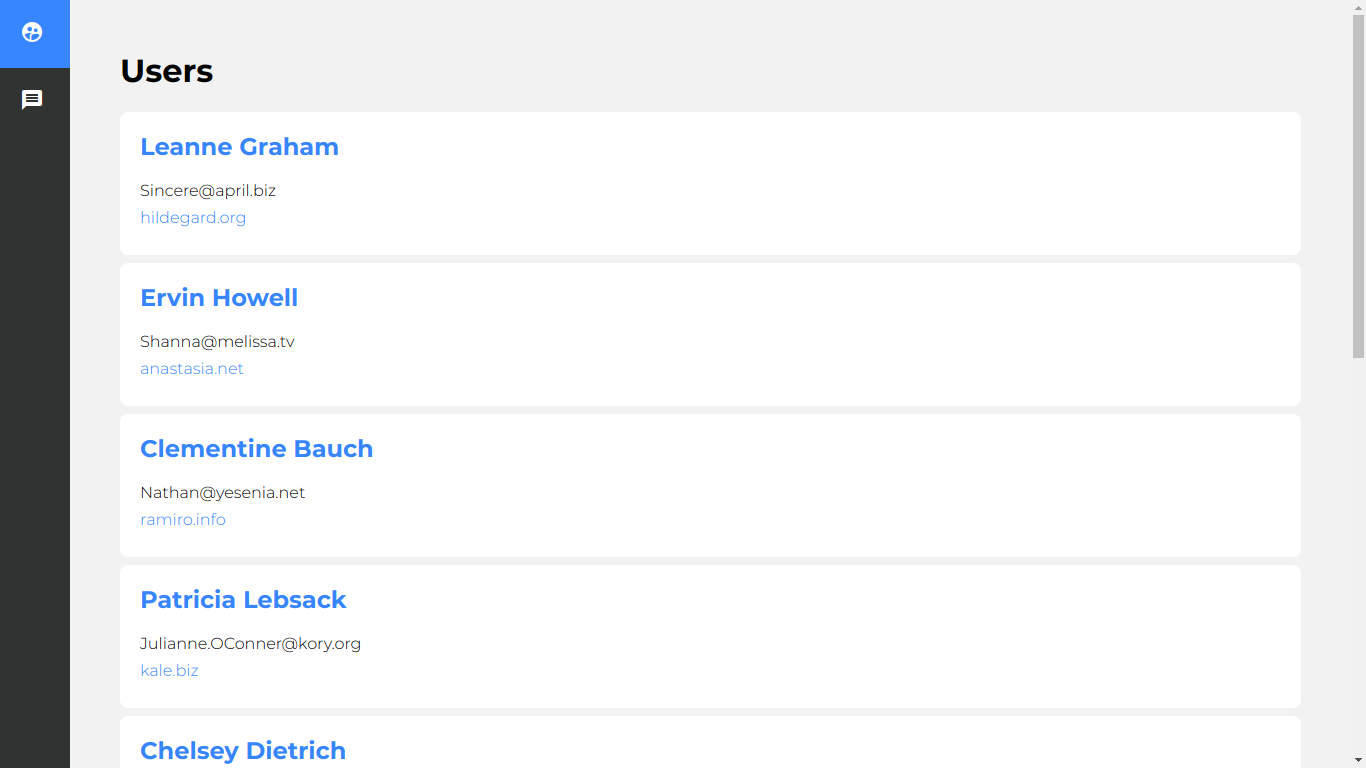 Users
Leanne Graham
Sincere@april.biz
hildegard.org
Ervin Howell
Shanna@melissa.tv
anastasia.net
Clementine Bauch
Nathan@yesenia.net
ramiro.info
Patricia Lebsack
Julianne.OConner@kory.org
kale.biz
Chelsey Dietrich